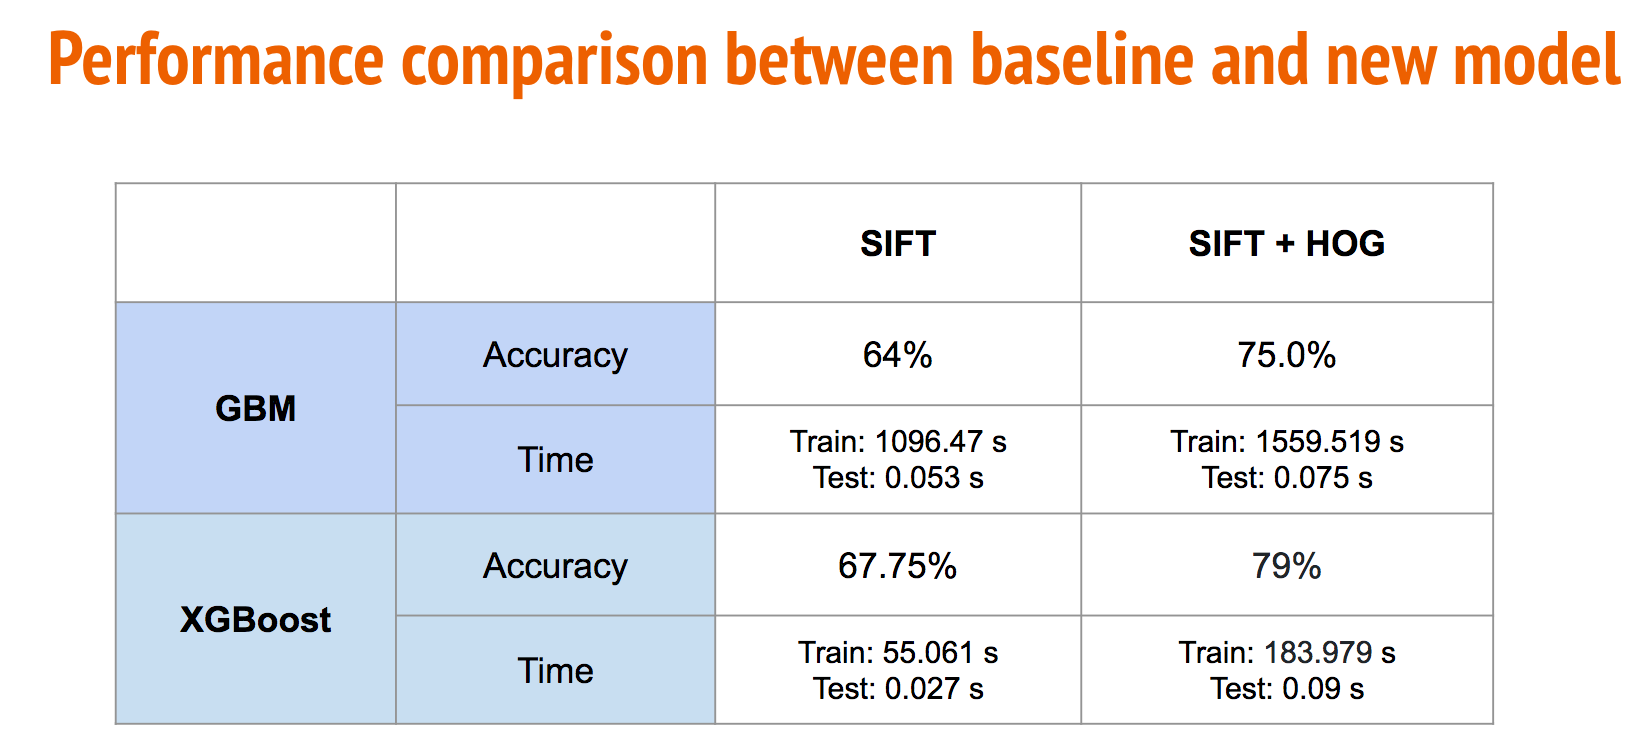 Performance comparison between baseline and new model
SIFT
SIFT + HOG
GBM
Accuracy
64%
75.0%
Time
Train: 1096.47 s
Test: 0.053 s
Train: 1559.519 s
Test: 0.075 s
XGBoost
Accuracy
67.75%
79%
Time
Train: 55.061 s
Test: 0.027 s
Train: 183.979 s
Test: 0.09 s